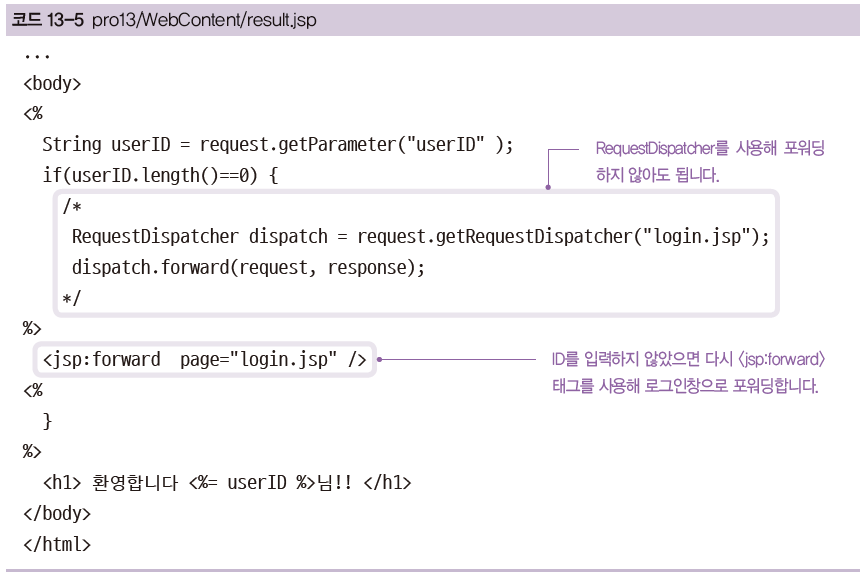 코드 13-5 pro13/WebContent/result.jsp
...
<body>
<%
String userID = request.getParameter("userID" );
if(userID.length()==0) {
RequestDispatcher를 사용해 포워딩
하지 않아도 됩니다.
/*
RequestDispatcher dispatch = request.getRequestDispatcher("login.jsp");
dispatch.forward(request, response);
*/
%>
<jsp:forward  page="login.jsp" />
ID를 입력하지 않았으면 다시 <jsp:forward>
태그를 사용해 로그인창으로 포워딩합니다.
<%
}
%>
<h1> 환영합니다 <%= userID %>님!! </h1>
</body>
</html>